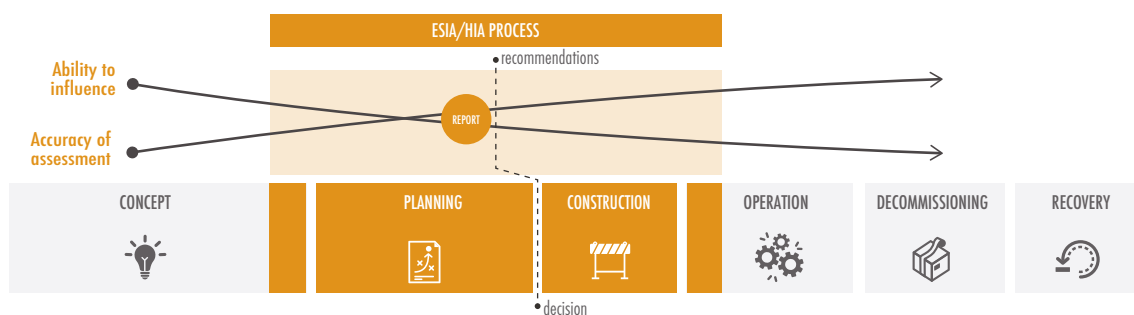 ESIA/HIA PROCESS
recommendations
Ability to
influence
REPORT
Accuracy of
assessment
CONCEPT
PLANNING
CONSTRUCTION
OPERATION
DECOMMISSIONING
RECOVERY
decision